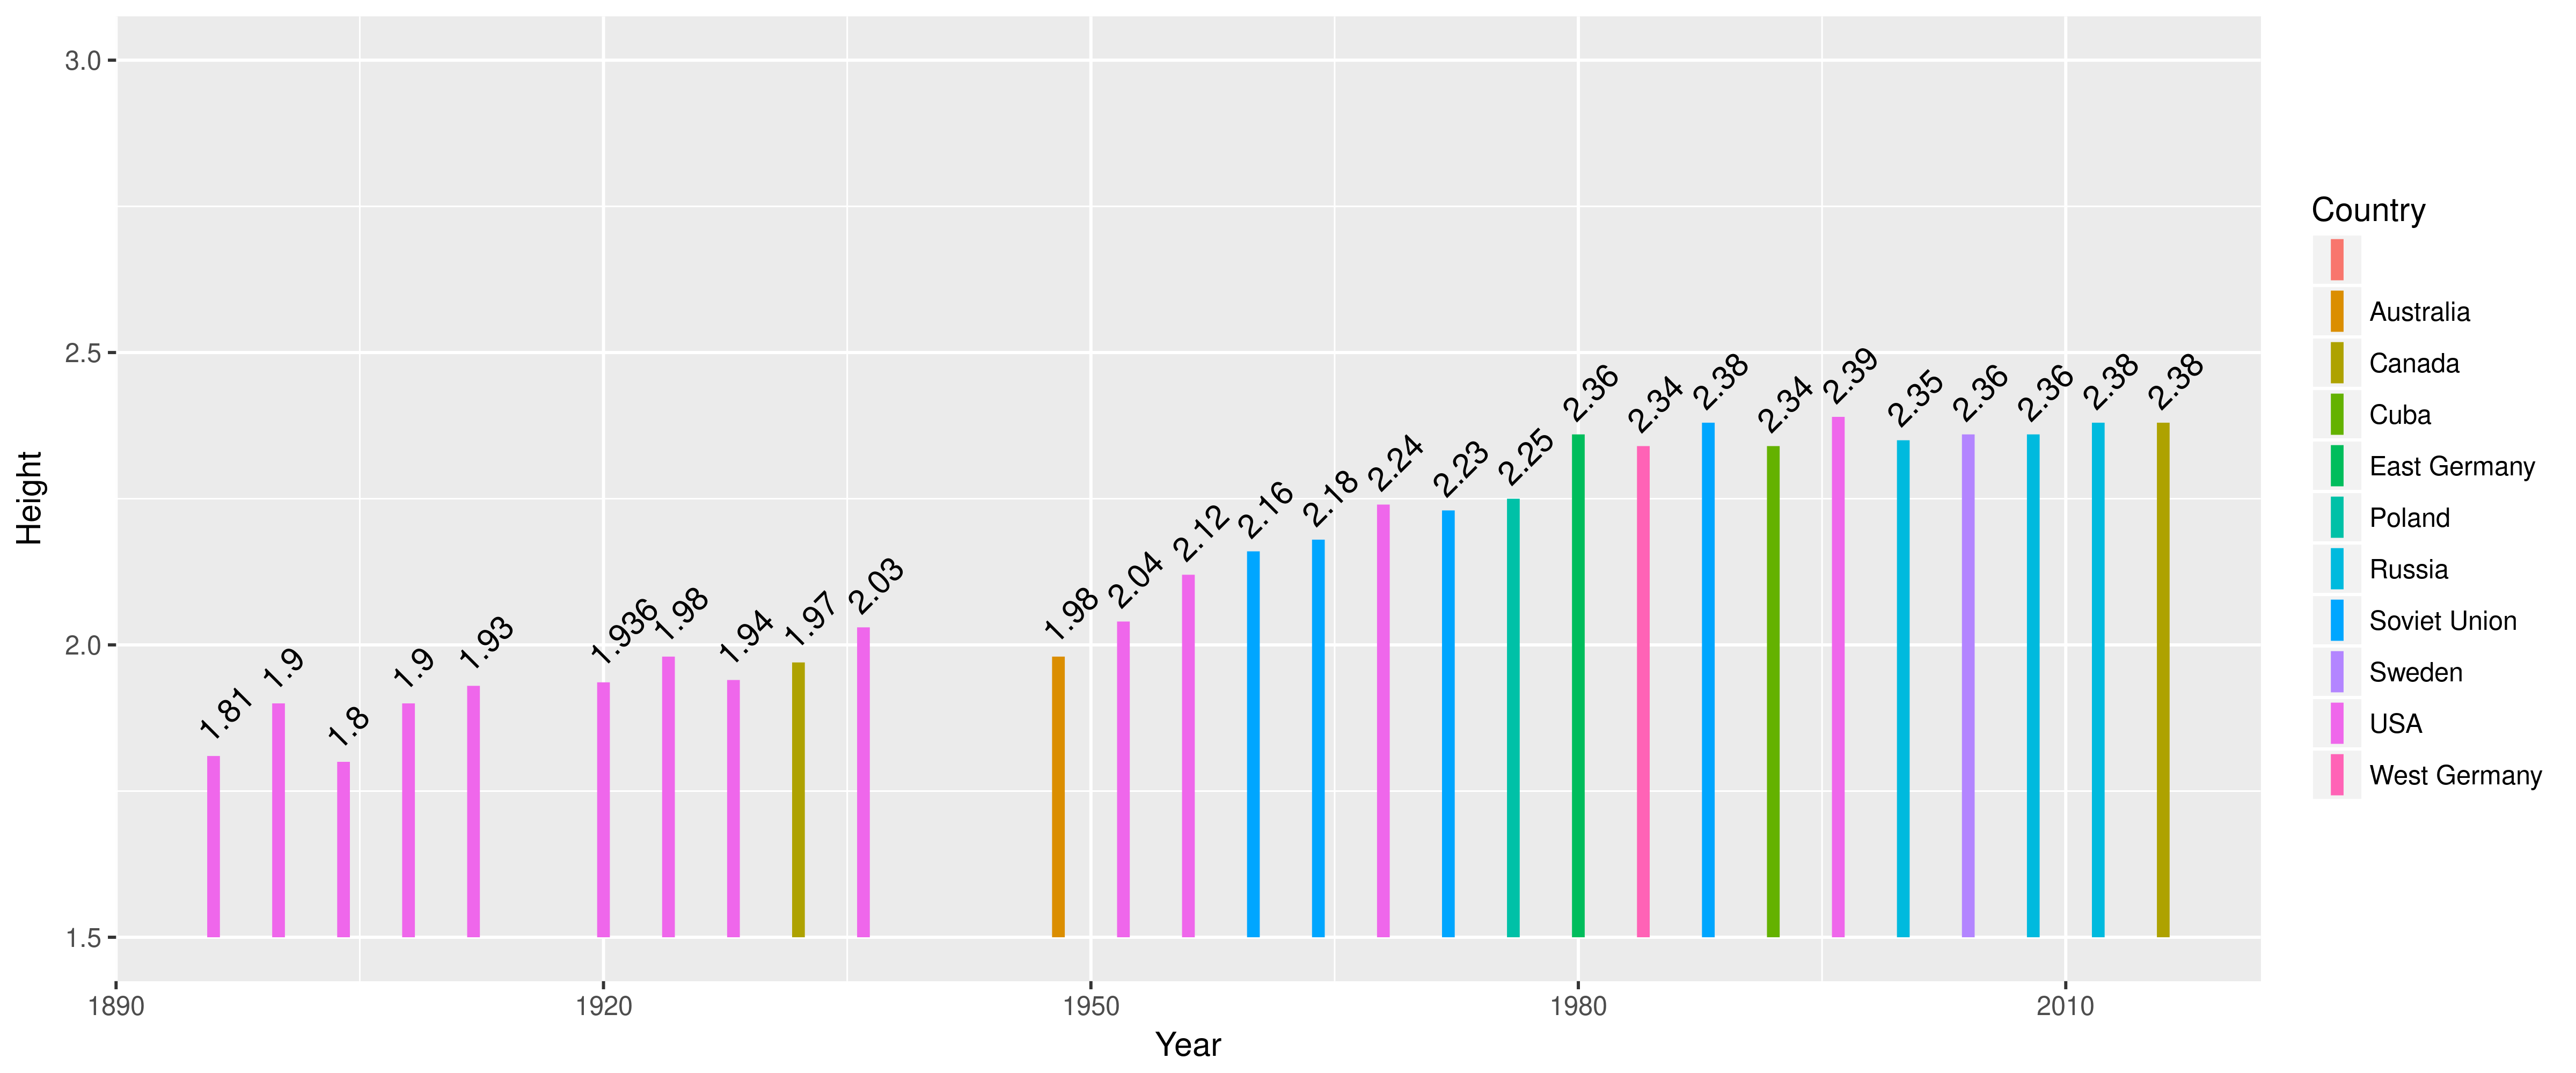 3.0
2.5
2.0
1.5
Height
1.81
1.9
1.8
1.9
1.93
1.936
1.98
1.94
1.97
2.03
1.98
2.04
2.12
2.16
2.18
2.24
2.23
2.25
2.36
2.34
2.38
2.34
2.39
2.35
2.36
2.36
2.38
2.38
1890
1920
1950
1980
2010
Year
Country
Australia
Canada
Cuba
East Germany
Poland
Russia
Soviet Union
Sweden
USA
West Germany